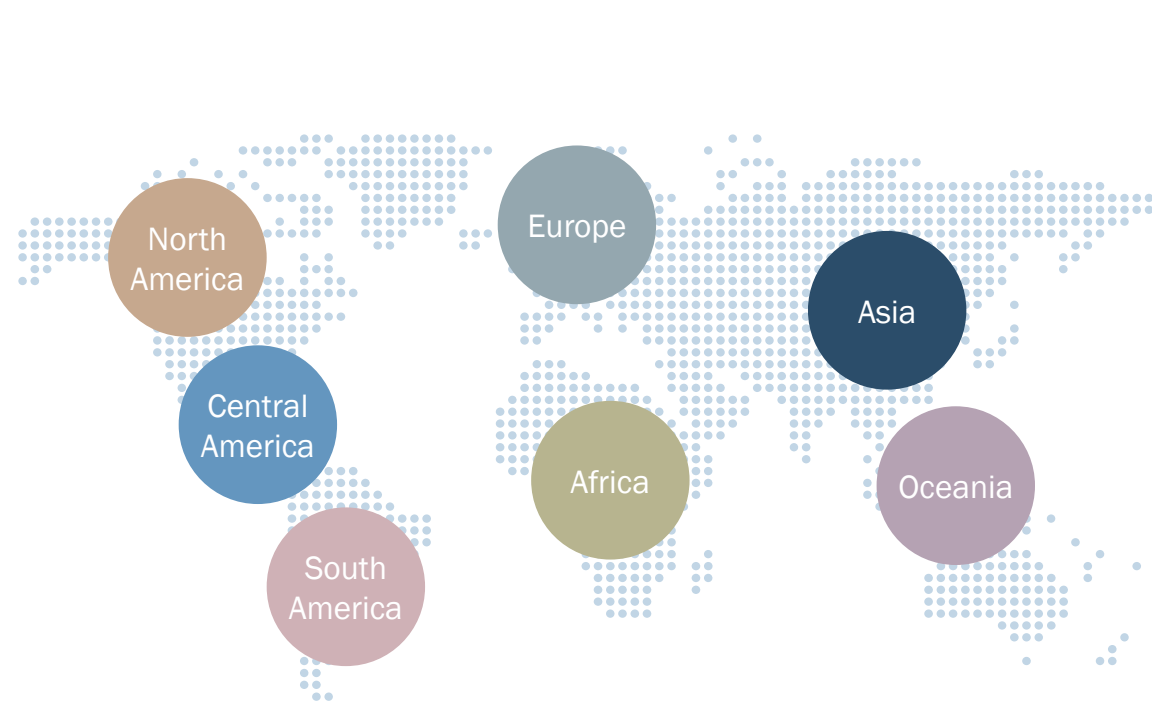 North
America
Europe
Asia
Central
America
Africa
Oceania
South
America